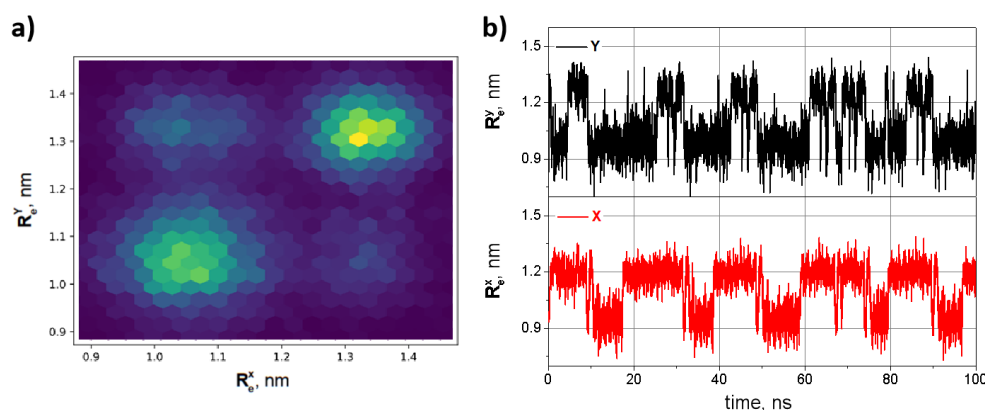 a)
1.4
1.3
1.2
1.1
1.0
0.9
R_e^Y, nm
0.9 1.0 1.1 1.2 1.3 1.4
R_e^x, nm
b)
Y
1.5
1.2
0.9
R_e^y, nm
X
1.5
1.2
0.9
R_e^x, nm
0 20 40 60 80 100
time, ns